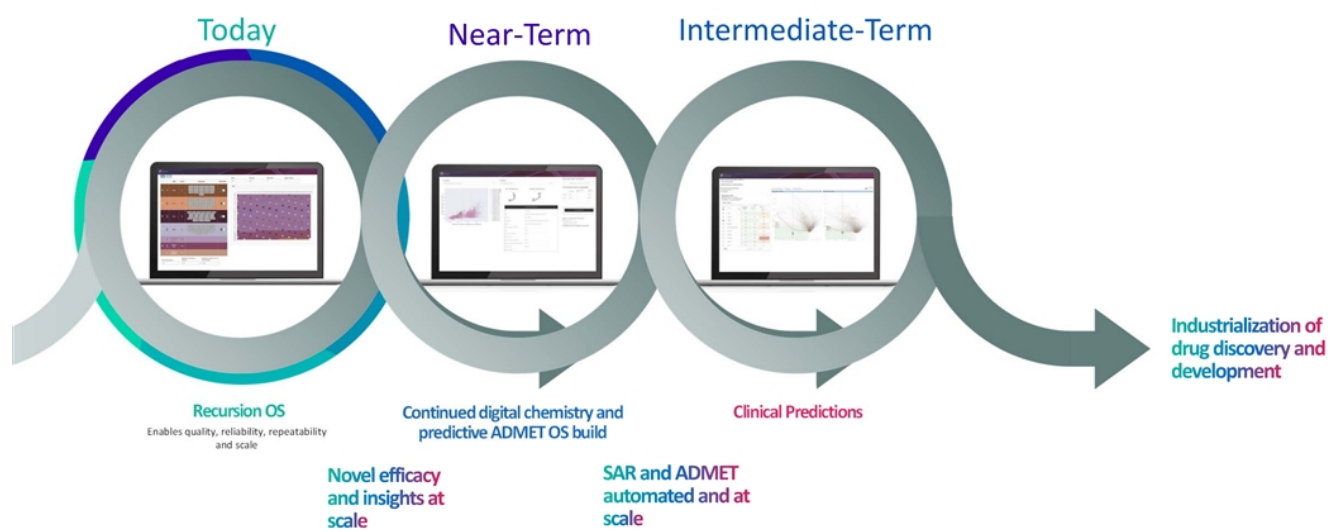 Today
Near-Term
Intermediate-Term
Recursion OS
Enables quality, reliability, repeatability
and scale
Continued digital chemistry and
predictive ADMET OS build
Clinical Predictions
Industrialization of
drug discovery and
development
Novel efficacy
and insights at
scale
SAR and ADMET
automated and at
scale